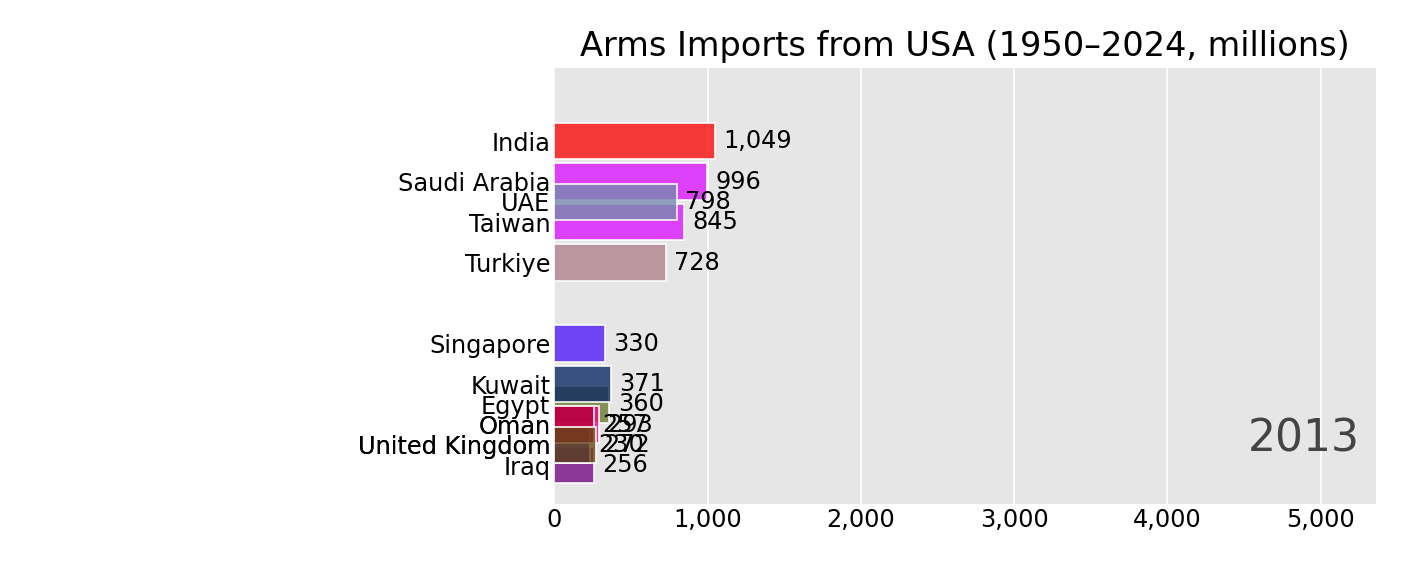 Arms Imports from USA (1950–2024, millions)
India 1,049
Saudi Arabia 996
UAE 798
Taiwan 845
Turkiye 728
Singapore 330
Kuwait 371
Egypt 360
Oman
United Kingdom
Iraq 256
2013
0 1,000 2,000 3,000 4,000 5,000